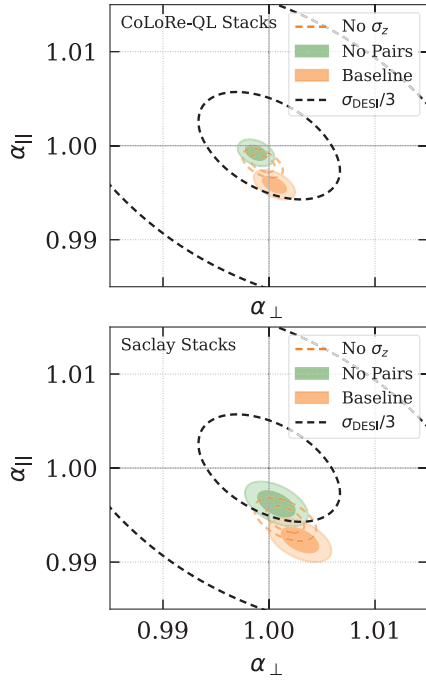 CoLoRe-QL Stacks
No σz
No Pairs
Baseline
σDESI/3
1.01
1.00
0.99
α||
α⊥
Saclay Stacks
No σz
No Pairs
Baseline
σDESI/3
1.01
1.00
0.99
α||
0.99 1.00 1.01
α⊥